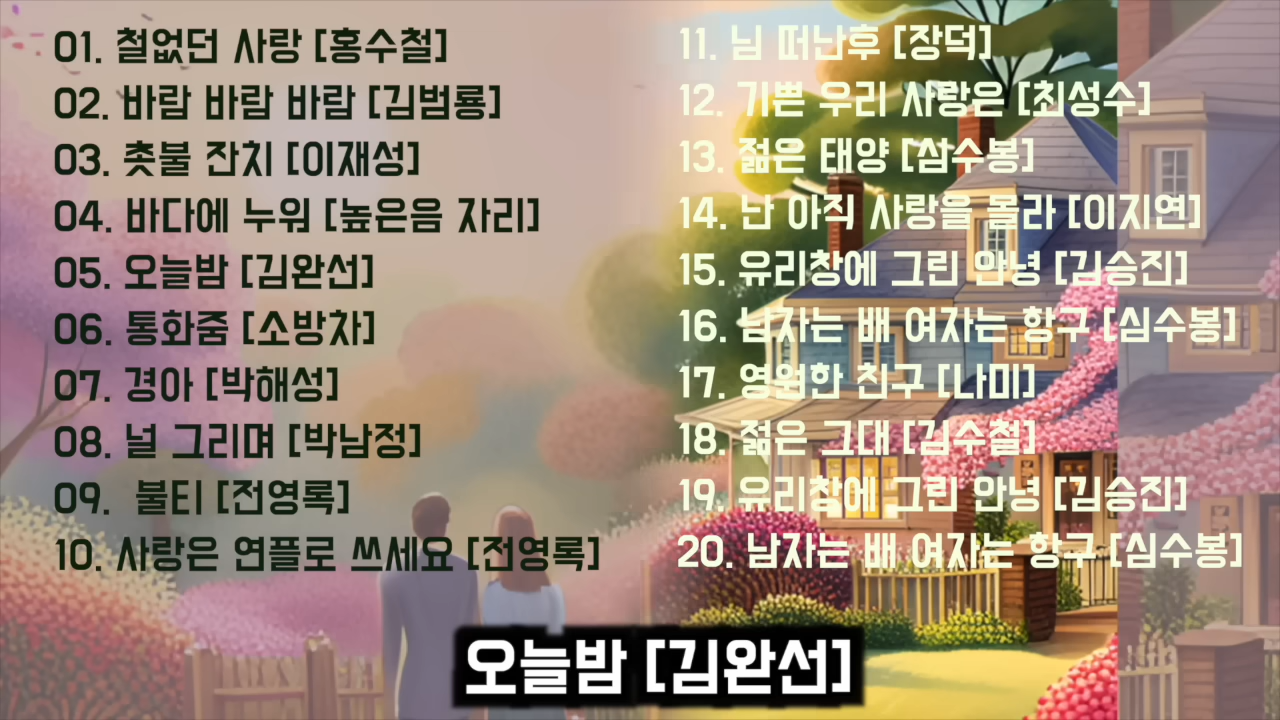 01. 철없던 사랑 [홍수철]
02. 바람 바람 바람 [김범룡]
03. 촛불 잔치 [이재성]
04. 바다에 누워 [높은음 자리]
05. 오늘밤 [김완선]
06. 통화줌 [소방차]
07. 경아 [박해성]
08. 널 그리며 [박남정]
09. 불티 [전영록]
10. 사랑은 연플로 쓰세요 [전영록]
11. 님 떠난후 [장덕]
12. 기쁜 우리 사랑은 [최성수]
13. 젊은 태양 [심수봉]
14. 난 아직 사랑을 몰라 [이지연]
15. 유리창에 그린 안녕 [김승진]
16. 남자는 배 여자는 항구 [심수봉]
17. 영원한 친구 [나미]
18. 젊은 그대 [김수철]
19. 유리창에 그린 안녕 [김승진]
20. 남자는 배 여자는 항구 [심수봉]
오늘밤 [김완선]